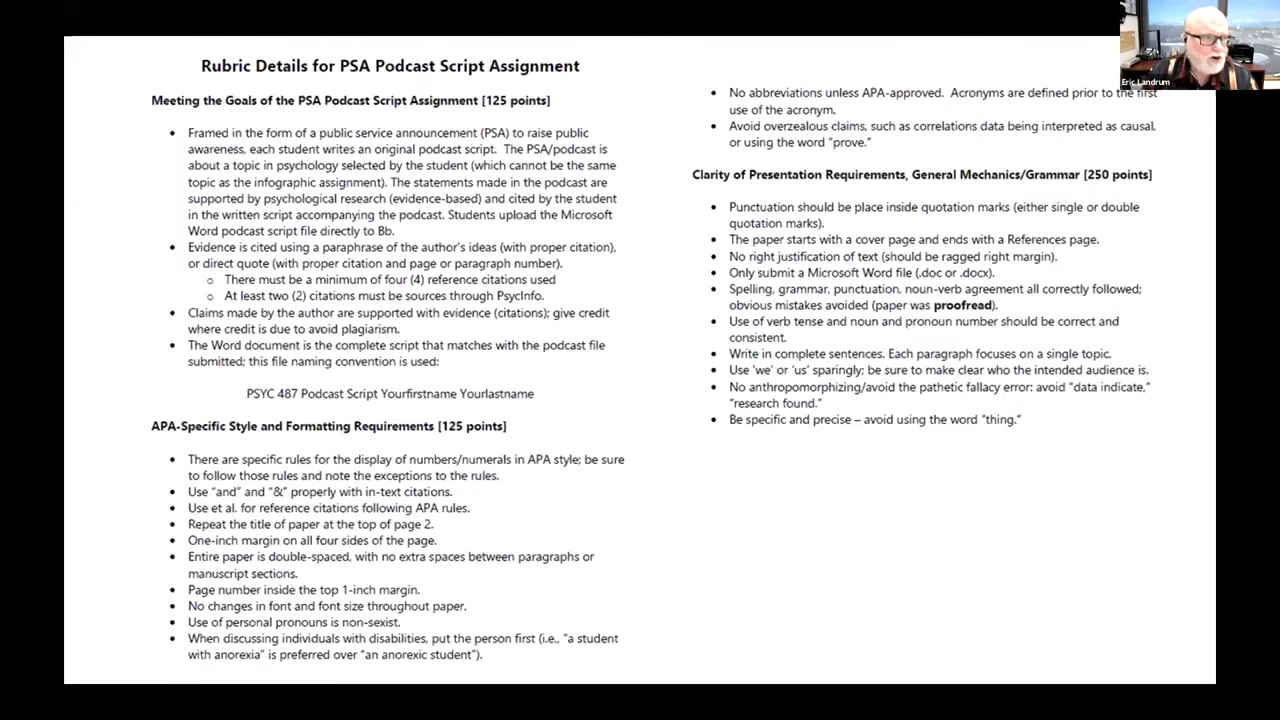 Rubric Details for PSA Podcast Script Assignment
Meeting the Goals of the PSA Podcast Script Assignment [125 points]
• Framed in the form of a public service announcement (PSA) to raise public
awareness, each student writes an original podcast script. The PSA/podcast is
about a topic in psychology selected by the student (which cannot be the same
topic as the infographic assignment). The statements made in the podcast are
supported by psychological research (evidence-based) and cited by the student
in the written script accompanying the podcast. Students upload the Microsoft
Word podcast script file directly to Bb.
• Evidence is cited using a paraphrase of the author's ideas (with proper citation),
or direct quote (with proper citation and page or paragraph number).
o There must be a minimum of four (4) reference citations used
o At least two (2) citations must be sources through PsycInfo.
• Claims made by the author are supported with evidence (citations); give credit
where credit is due to avoid plagiarism.
• The Word document is the complete script that matches with the podcast file
submitted; this file naming convention is used:
PSYC 487 Podcast Script Yourfirstname Yourlastname
APA-Specific Style and Formatting Requirements [125 points]
• There are specific rules for the display of numbers/numerals in APA style; be sure
to follow those rules and note the exceptions to the rules.
• Use "and" and "&" properly with in-text citations.
• Use et al. for reference citations following APA rules.
• Repeat the title of paper at the top of page 2.
• One-inch margin on all four sides of the page.
• Entire paper is double-spaced, with no extra spaces between paragraphs or
manuscript sections.
• Page number inside the top 1-inch margin.
• No changes in font and font size throughout paper.
• Use of personal pronouns is non-sexist.
• When discussing individuals with disabilities, put the person first (i.e., "a student
with anorexia" is preferred over "an anorexic student").
• No abbreviations unless APA-approved. Acronyms are defined prior to the first
use of the acronym.
• Avoid overzealous claims, such as correlations data being interpreted as causal,
or using the word "prove."
Clarity of Presentation Requirements, General Mechanics/Grammar [250 points]
• Punctuation should be place inside quotation marks (either single or double
quotation marks).
• The paper starts with a cover page and ends with a References page.
• No right justification of text (should be ragged right margin).
• Only submit a Microsoft Word file (.doc or .docx).
• Spelling, grammar, punctuation, noun-verb agreement all correctly followed;
obvious mistakes avoided (paper was proofread).
• Use of verb tense and noun and pronoun number should be correct and
consistent.
• Write in complete sentences. Each paragraph focuses on a single topic.
• Use 'we' or 'us' sparingly; be sure to make clear who the intended audience is.
• No anthropomorphizing/avoid the pathetic fallacy error: avoid "data indicate,"
"research found."
• Be specific and precise – avoid using the word "thing."
Eric Landrum